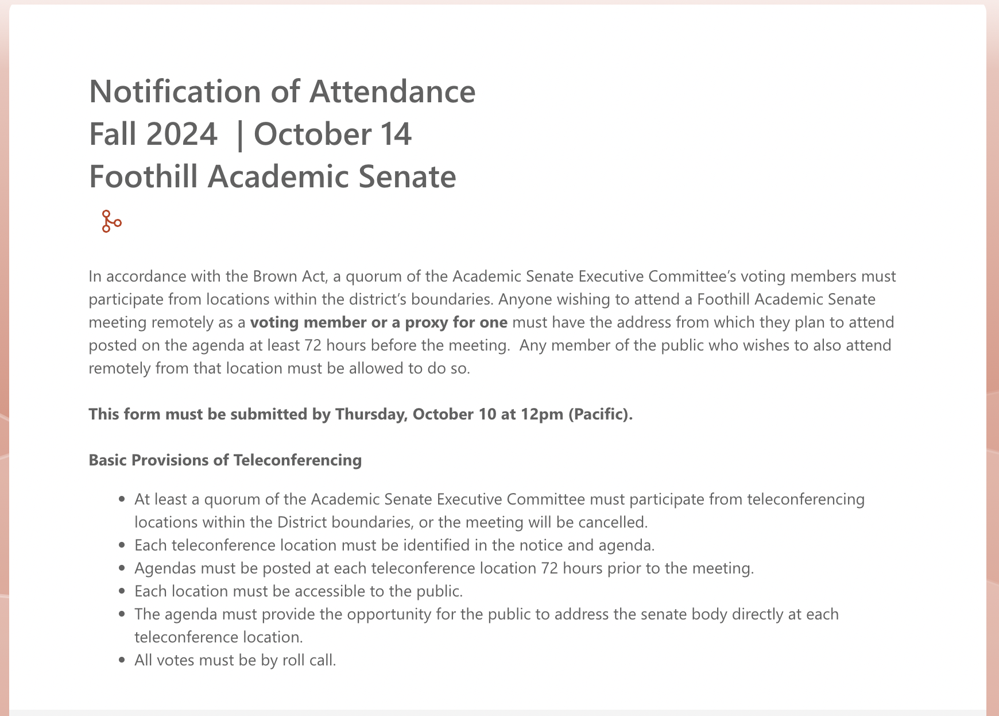 Notification of Attendance
Fall 2024  | October 14
Foothill Academic Senate
In accordance with the Brown Act, a quorum of the Academic Senate Executive Committee’s voting members must
participate from locations within the district’s boundaries. Anyone wishing to attend a Foothill Academic Senate
meeting remotely as a voting member or a proxy for one must have the address from which they plan to attend
posted on the agenda at least 72 hours before the meeting.  Any member of the public who wishes to also attend
remotely from that location must be allowed to do so.
This form must be submitted by Thursday, October 10 at 12pm (Pacific).
Basic Provisions of Teleconferencing
• At least a quorum of the Academic Senate Executive Committee must participate from teleconferencing
locations within the District boundaries, or the meeting will be cancelled.
• Each teleconference location must be identified in the notice and agenda.
• Agendas must be posted at each teleconference location 72 hours prior to the meeting.
• Each location must be accessible to the public.
• The agenda must provide the opportunity for the public to address the senate body directly at each
teleconference location.
• All votes must be by roll call.